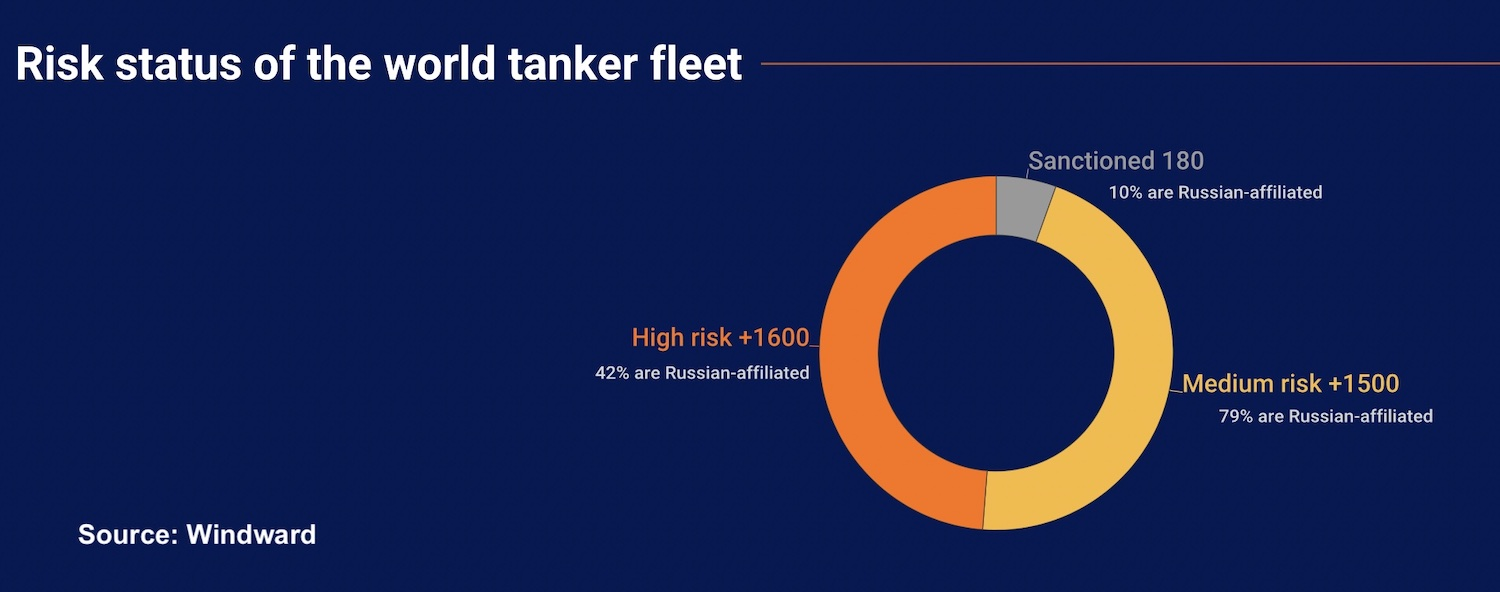 Risk status of the world tanker fleet
Sanctioned 180
10% are Russian-affiliated
High risk +1600
42% are Russian-affiliated
Medium risk +1500
79% are Russian-affiliated
Source: Windward